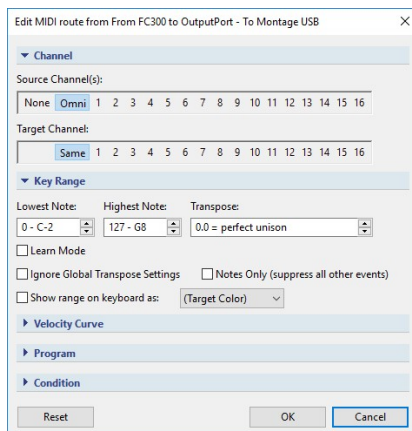 Edit MIDI route from From FC300 to OutputPort - To Montage USB
Channel
Source Channel(s):
None Omni 1 2 3 4 5 6 7 8 9 10 11 12 13 14 15 16
Target Channel:
Same 1 2 3 4 5 6 7 8 9 10 11 12 13 14 15 16
Key Range
Lowest Note: Highest Note: Transpose:
0 - C-2 127 - G8 0.0 = perfect unison
Learn Mode
Ignore Global Transpose Settings Notes Only (suppress all other events)
Show range on keyboard as: (Target Color)
Velocity Curve
Program
Condition
Reset OK Cancel